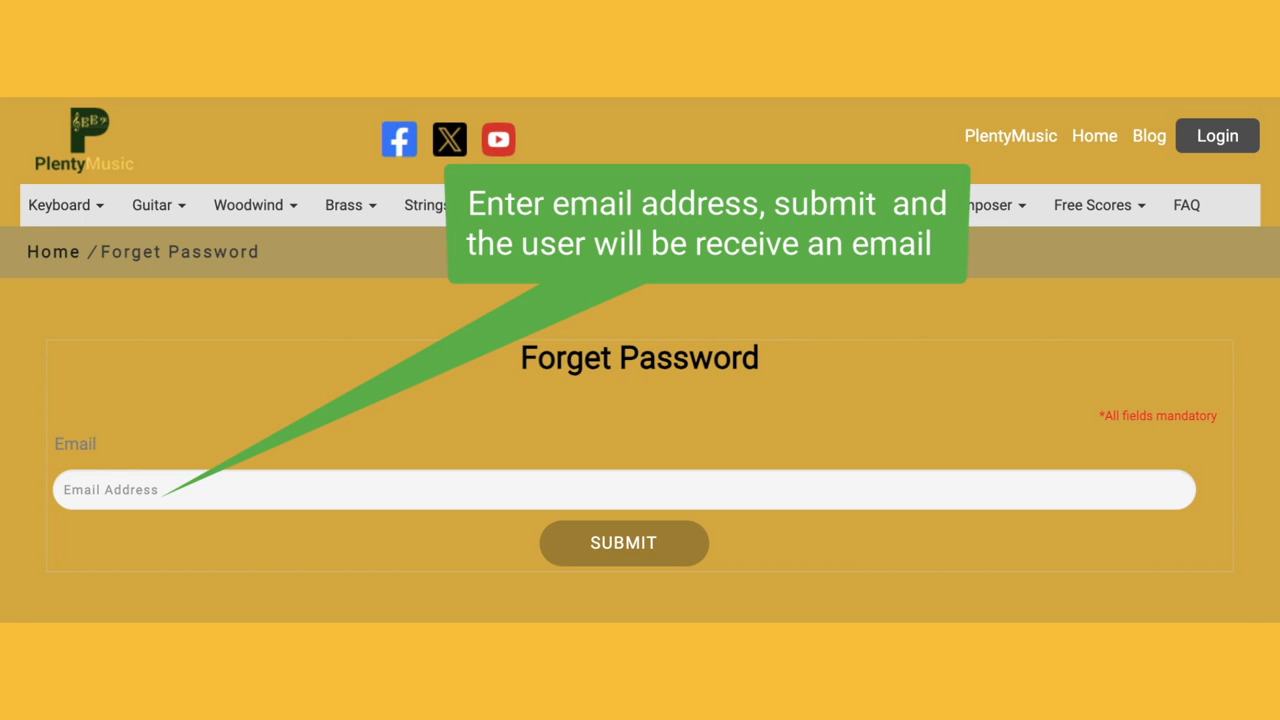 PlentyMusic
PlentyMusic Home Blog Login
Keyboard Guitar Woodwind Brass Strings
Free Scores FAQ
Enter email address, submit and
the user will be receive an email
Home /Forget Password
Forget Password
*All fields mandatory
Email
Email Address
SUBMIT